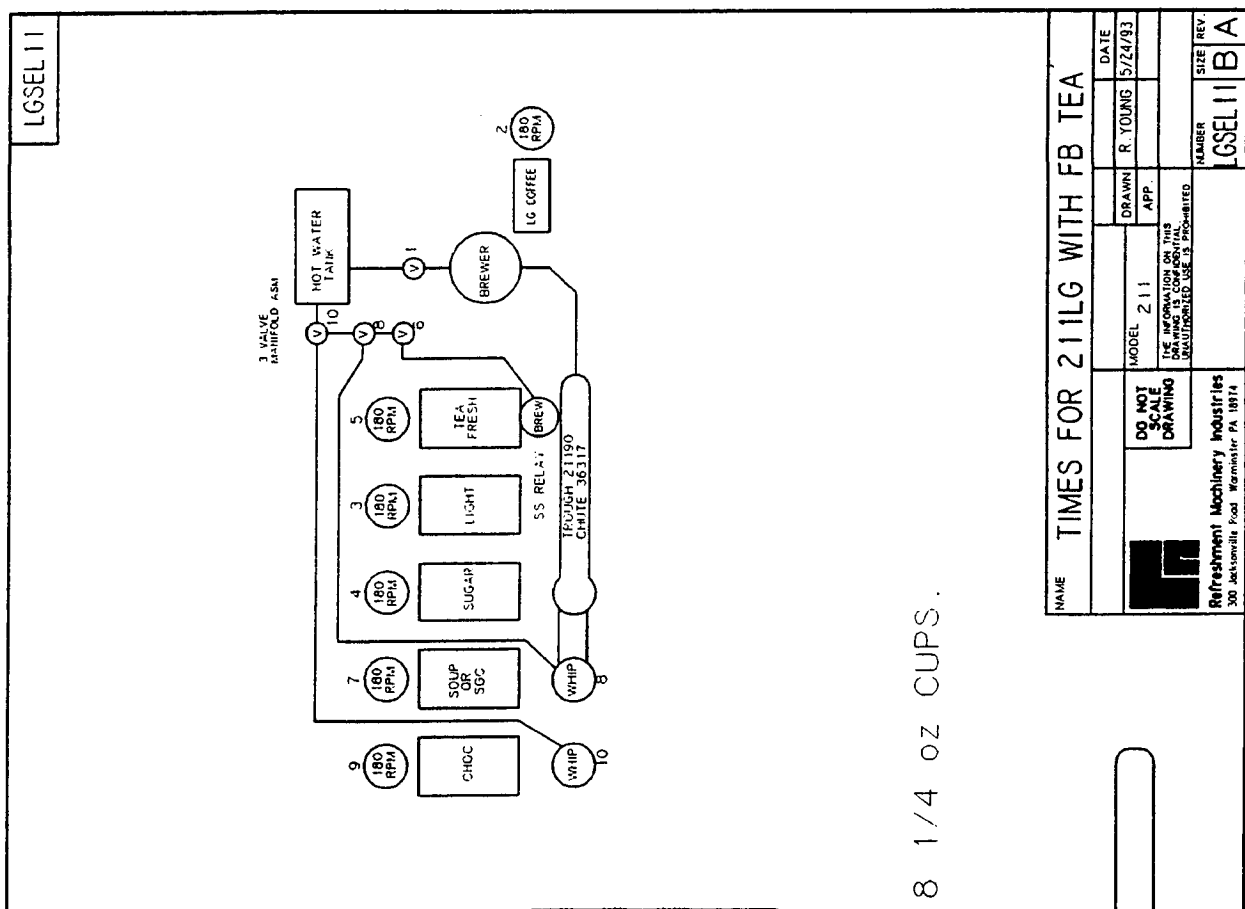 LGSEL11
3 VALVE
MANIFOLD ASM
HOT WATER
TANK
V
10
V
8
V
6
V
1
BREWER
LG COFFEE
2
180
RPM
9
180
RPM
CHOC
WHIP
10
7
180
RPM
SOUP
OR
SGC
WHIP
8
4
180
RPM
SUGAR
3
180
RPM
LIGHT
5
180
RPM
TEA
FRESH
BREW
SS RELAY
TROUGH 21190
CHUTE 36317
8 1/4 oz CUPS.
NAME
TIMES FOR 211LG WITH FB TEA
DATE
DRAWN
R. YOUNG
5/24/93
APP.
MODEL
211
DO NOT
SCALE
DRAWING
THE INFORMATION ON THIS
DRAWING IS CONFIDENTIAL.
UNAUTHORIZED USE IS PROHIBITED
Refreshment Machinery Industries
300 Jacksonville Road Warminster PA 18974
NUMBER
LGSEL11
SIZE
B
REV.
A